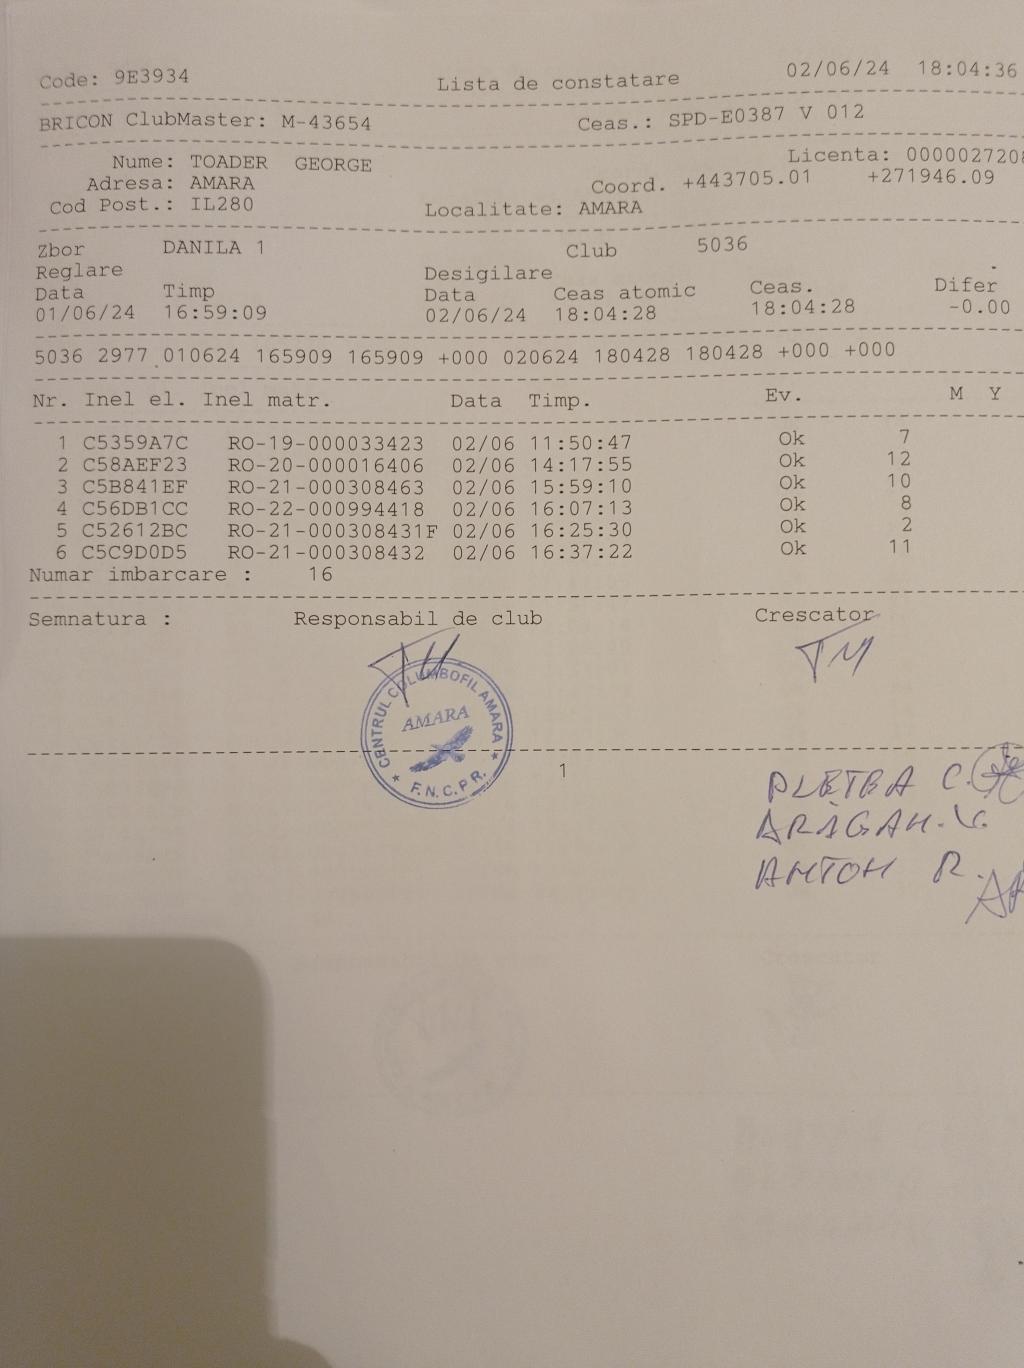 Code: 9E3934 Lista de constatare 02/06/24 18:04:36
BRICON ClubMaster: M-43654 Ceas.: SPD-E0387 V 012
Nume: TOADER GEORGE Licenta: 0000027208
Adresa: AMARA Coord. +443705.01 +271946.09
Cod Post.: IL280 Localitate: AMARA
Zbor DANILA 1 Club 5036
Reglare Desigilare
Data Timp Data Ceas atomic Ceas. Difer
01/06/24 16:59:09 02/06/24 18:04:28 18:04:28 -0.00
5036 2977 010624 165909 165909 +000 020624 180428 180428 +000 +000
Nr. Inel el. Inel matr. Data Timp. Ev. M Y
1 C5359A7C RO-19-000033423 02/06 11:50:47 Ok 7
2 C58AEF23 RO-20-000016406 02/06 14:17:55 Ok 12
3 C5B841EF RO-21-000308463 02/06 15:59:10 Ok 10
4 C56DB1CC RO-22-000994418 02/06 16:07:13 Ok 8
5 C52612BC RO-21-000308431F 02/06 16:25:30 Ok 2
6 C5C9D0D5 RO-21-000308432 02/06 16:37:22 Ok 11
Numar imbarcare : 16
Semnatura : Responsabil de club Crescator
CENTRUL COLUMBOFIL AMARA
AMARA
★ F.N.C.P.R. ★
1
ANTON R.